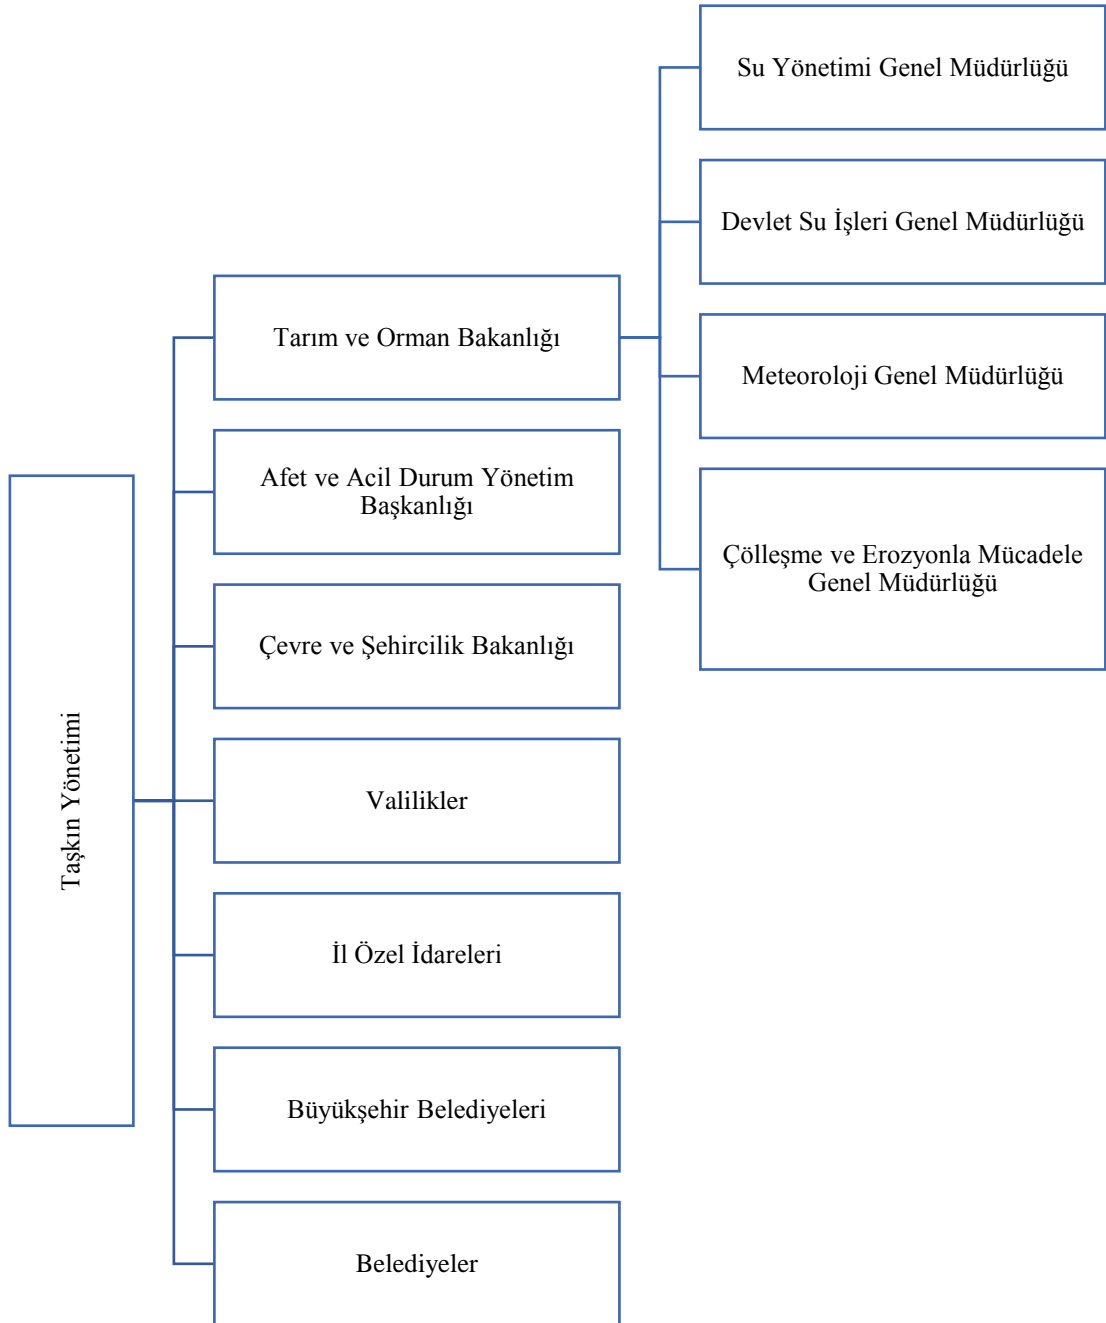 Taşkın Yönetimi
Tarım ve Orman Bakanlığı
Su Yönetimi Genel Müdürlüğü
Devlet Su İşleri Genel Müdürlüğü
Meteoroloji Genel Müdürlüğü
Çölleşme ve Erozyonla Mücadele
Genel Müdürlüğü
Afet ve Acil Durum Yönetim
Başkanlığı
Çevre ve Şehircilik Bakanlığı
Valilikler
İl Özel İdareleri
Büyükşehir Belediyeleri
Belediyeler